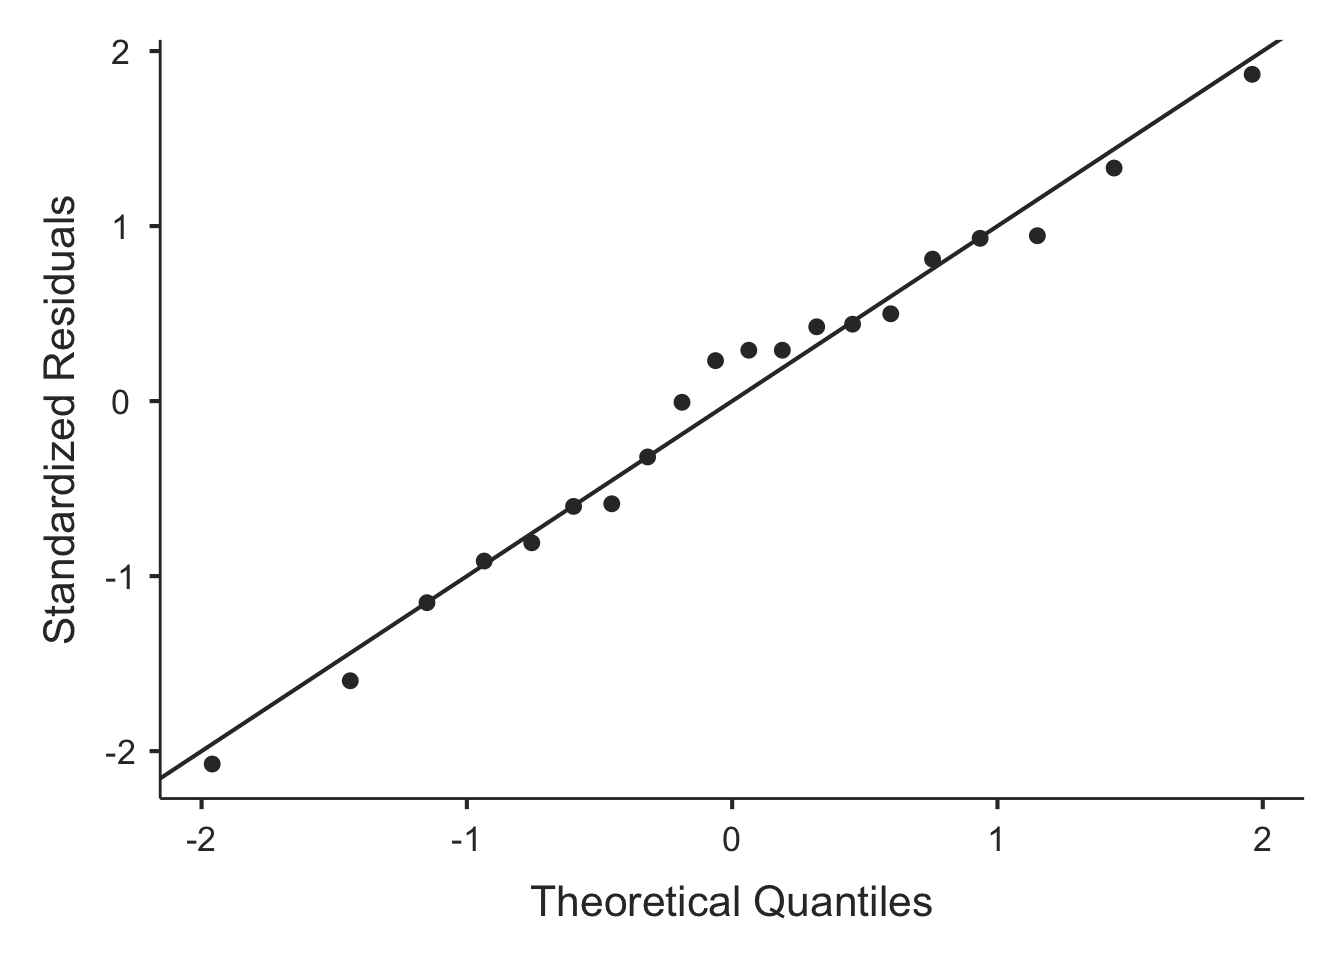 2
1
0
-1
-2
Standardized Residuals
-2 -1 0 1 2
Theoretical Quantiles